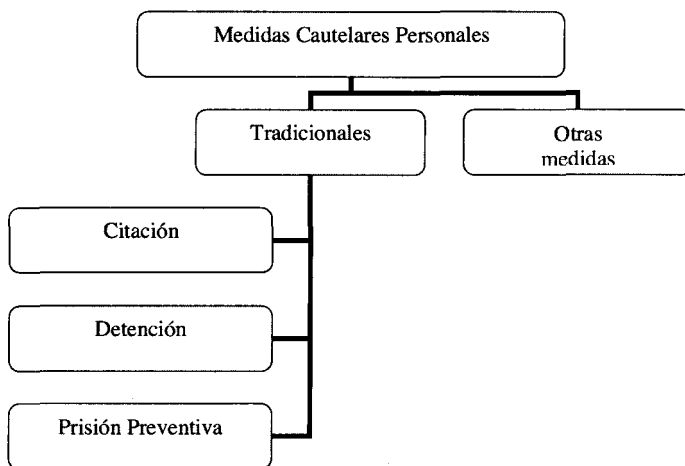 Medidas Cautelares Personales
Tradicionales
Otras
medidas
Citación
Detención
Prisión Preventiva